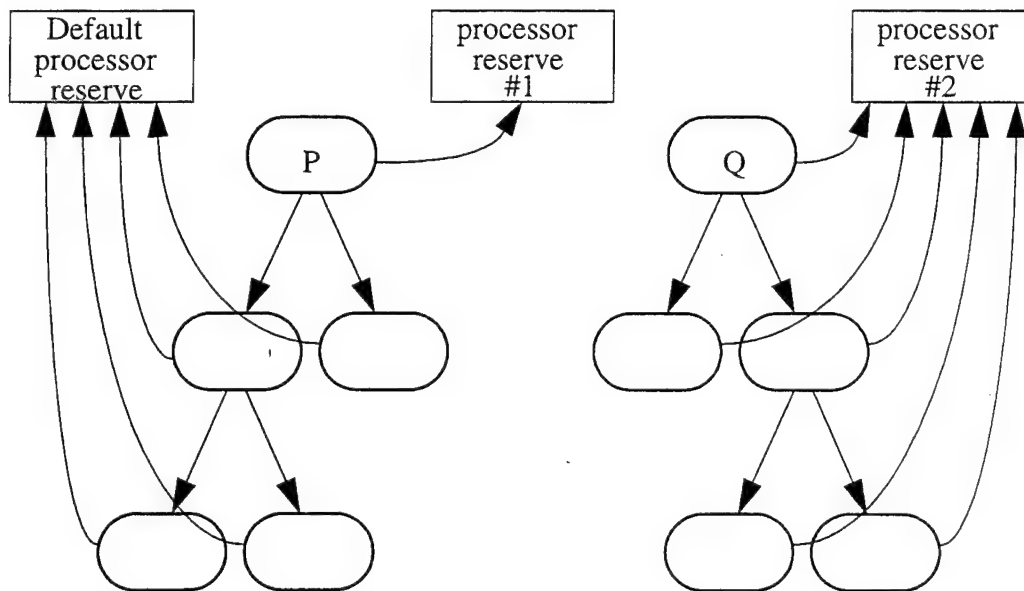 Default
processor
reserve
processor
reserve
#1
processor
reserve
#2
P
Q